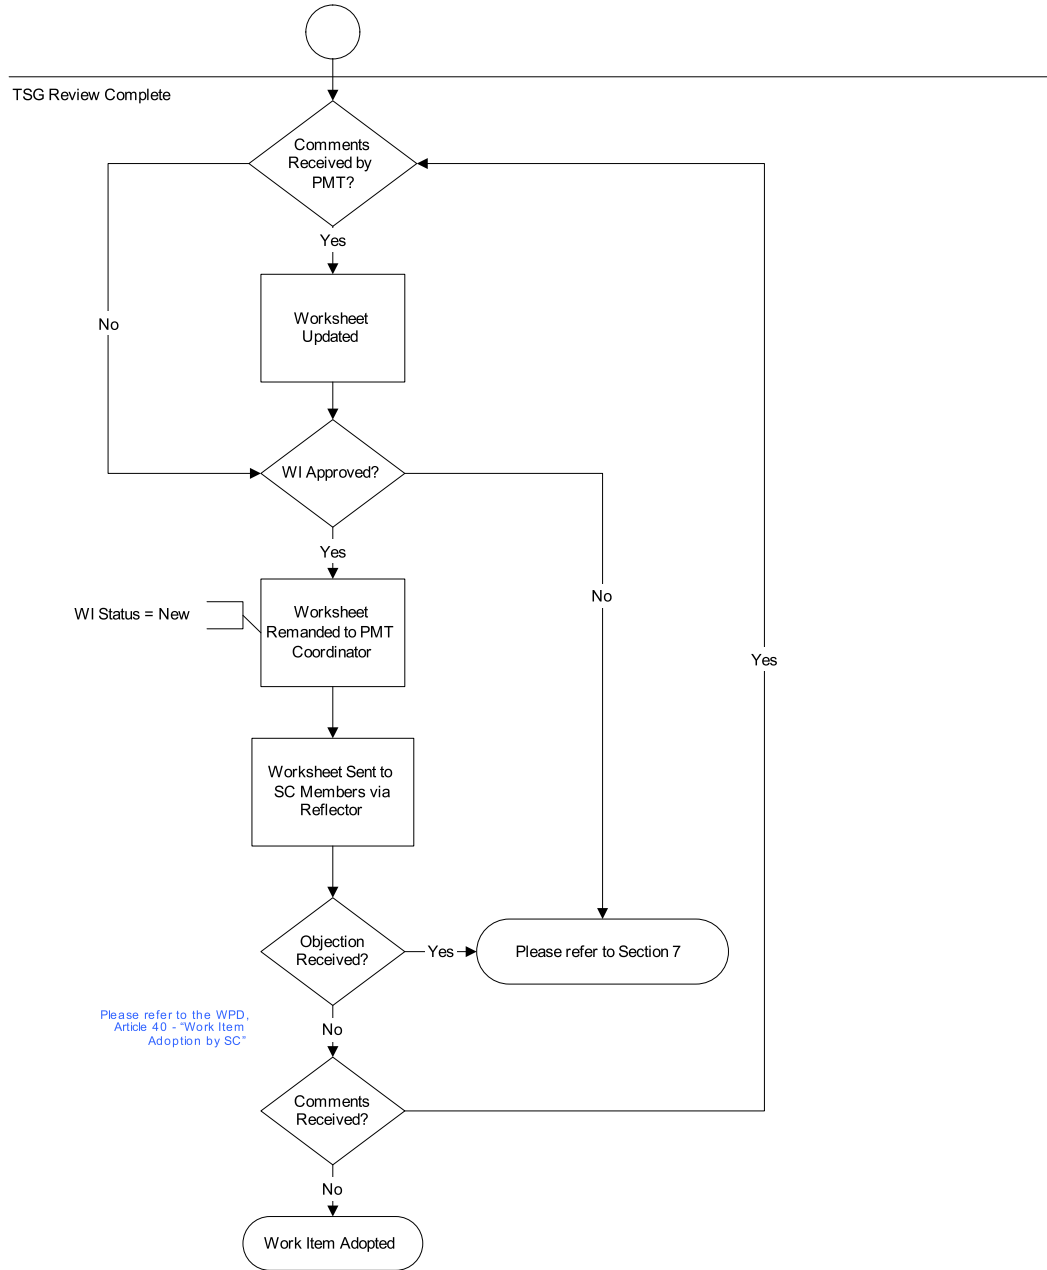 TSG Review Complete
Comments
Received by
PMT?
Yes
Worksheet
Updated
No
WI Approved?
Yes
WI Status = New
Worksheet
Remanded to PMT
Coordinator
No
Yes
Worksheet Sent to
SC Members via
Reflector
Objection
Received?
Yes
Please refer to Section 7
Please refer to the WPD,
Article 40 - “Work Item
Adoption by SC”
No
Comments
Received?
No
Work Item Adopted